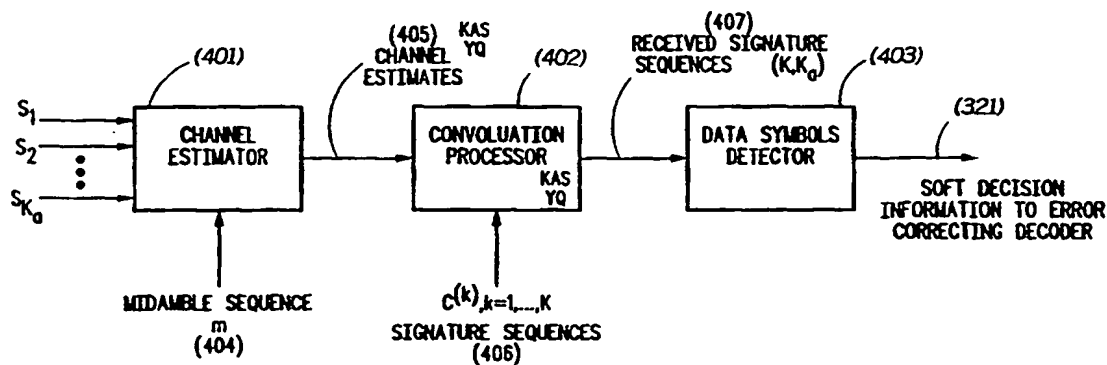 (401)
S1
S2
SKa
CHANNEL
ESTIMATOR
MIDAMBLE SEQUENCE
m
(404)
(405) KAS
CHANNEL YQ
ESTIMATES
(402)
CONVOLUATION
PROCESSOR
KAS
YQ
C(k),k=1,...,K
SIGNATURE SEQUENCES
(406)
(407)
RECEIVED SIGNATURE
SEQUENCES (K,Ka)
(403)
DATA SYMBOLS
DETECTOR
(321)
SOFT DECISION
INFORMATION TO ERROR
CORRECTING DECODER